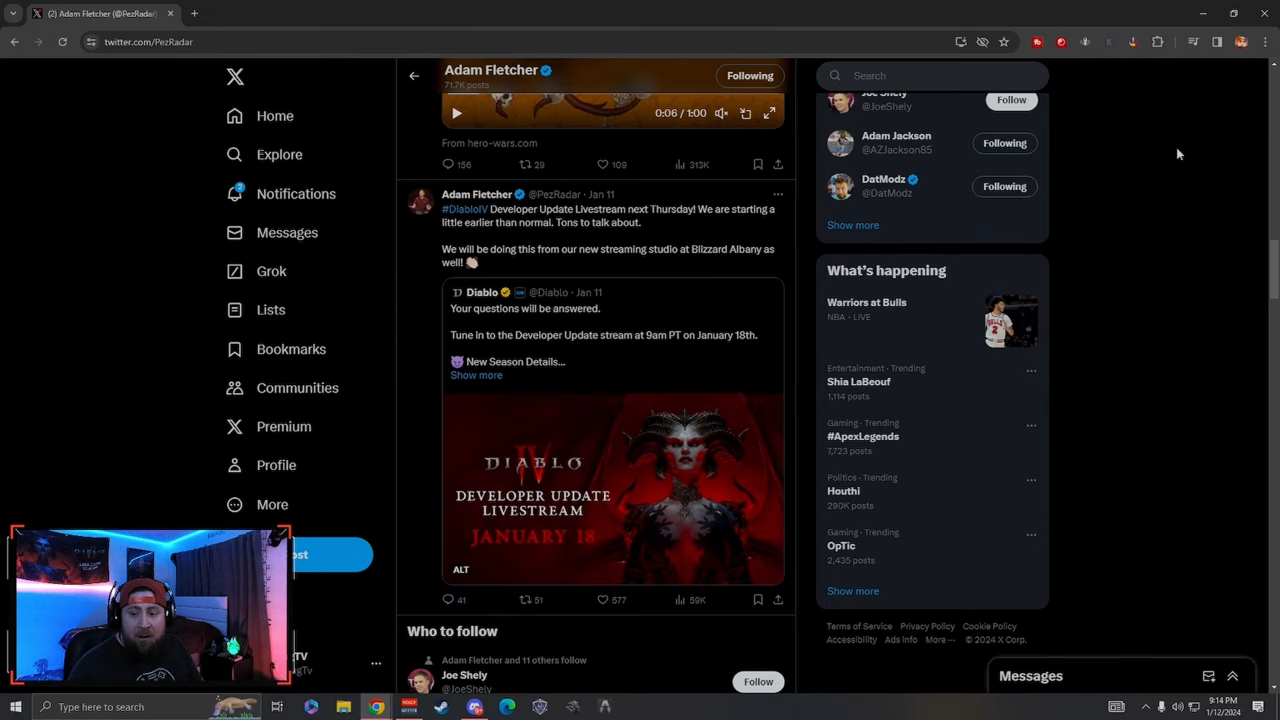 (2) Adam Fletcher (@PezRadar)
twitter.com/PezRadar
Home
Explore
2
Notifications
Messages
Grok
Lists
Bookmarks
Communities
Premium
Profile
More
ost
Adam Fletcher
71.7K posts
Following
0:06 / 1:00
From hero-wars.com
156
29
109
313K
Adam Fletcher @PezRadar · Jan 11
#DiabloIV Developer Update Livestream next Thursday! We are starting a
little earlier than normal. Tons to talk about.
We will be doing this from our new streaming studio at Blizzard Albany as
well! 👏🏻
Diablo @Diablo · Jan 11
Your questions will be answered.
Tune in to the Developer Update stream at 9am PT on January 18th.
😈 New Season Details...
Show more
DIABLO
IV
DEVELOPER UPDATE
LIVESTREAM
JANUARY 18
ALT
41
51
577
59K
Who to follow
Adam Fletcher and 11 others follow
Joe Shely
@JoeShely
Follow
Search
Joe Shely
@JoeShely
Follow
Adam Jackson
@AZJackson85
Following
DatModz
@DatModz
Following
Show more
What's happening
Warriors at Bulls
NBA · LIVE
Entertainment · Trending
Shia LaBeouf
1,114 posts
Gaming · Trending
#ApexLegends
7,723 posts
Politics · Trending
Houthi
290K posts
Gaming · Trending
OpTic
2,435 posts
Show more
Terms of Service Privacy Policy Cookie Policy
Accessibility Ads info More ··· © 2024 X Corp.
Messages
Type here to search
9:14 PM
1/12/2024